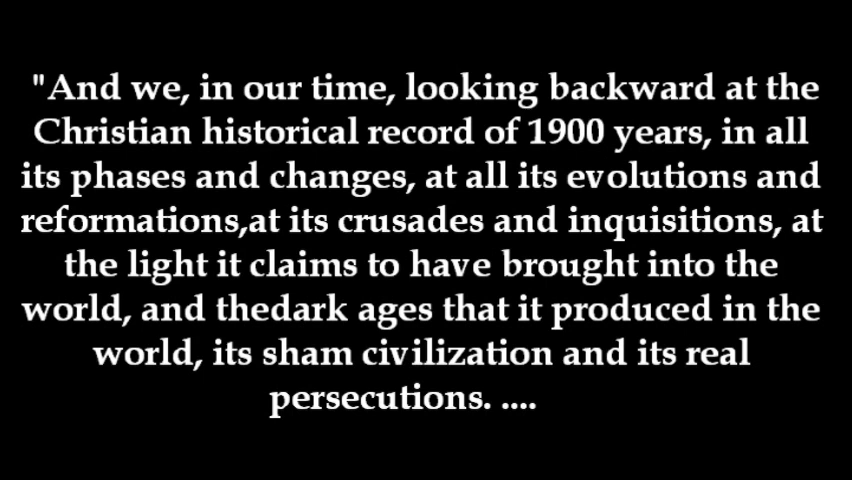 "And we, in our time, looking backward at the
Christian historical record of 1900 years, in all
its phases and changes, at all its evolutions and
reformations,at its crusades and inquisitions, at
the light it claims to have brought into the
world, and thedark ages that it produced in the
world, its sham civilization and its real
persecutions. ....